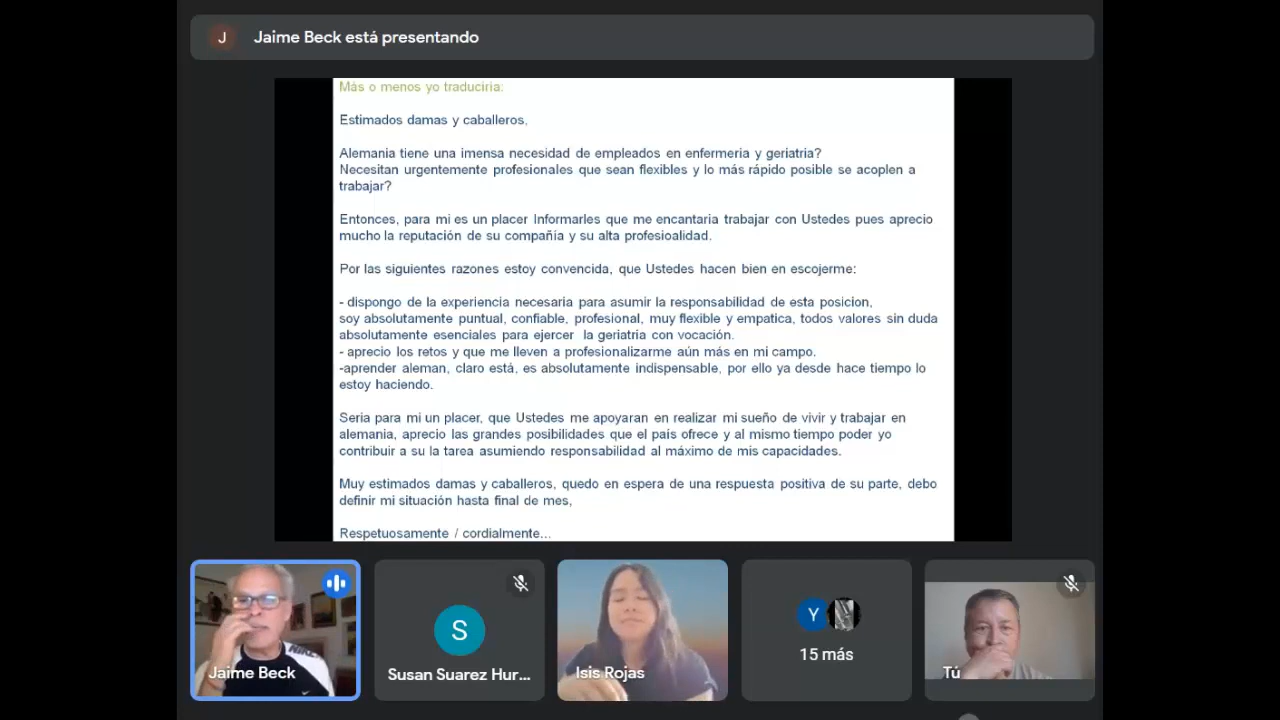 J Jaime Beck está presentando
Más o menos yo traduciria:
Estimados damas y caballeros,
Alemania tiene una imensa necesidad de empleados en enfermeria y geriatria?
Necesitan urgentemente profesionales que sean flexibles y lo más rápido posible se acoplen a
trabajar?
Entonces, para mi es un placer Informarles que me encantaria trabajar con Ustedes pues aprecio
mucho la reputación de su compañia y su alta profesioalidad.
Por las siguientes razones estoy convencida, que Ustedes hacen bien en escojerme:
- dispongo de la experiencia necesaria para asumir la responsabilidad de esta posicion,
soy absolutamente puntual, confiable, profesional, muy flexible y empatica, todos valores sin duda
absolutamente esenciales para ejercer la geriatria con vocación.
- aprecio los retos y que me lleven a profesionalizarme aún más en mi campo.
-aprender aleman, claro está, es absolutamente indispensable, por ello ya desde hace tiempo lo
estoy haciendo.
Seria para mi un placer, que Ustedes me apoyaran en realizar mi sueño de vivir y trabajar en
alemania, aprecio las grandes posibilidades que el país ofrece y al mismo tiempo poder yo
contribuir a su la tarea asumiendo responsabilidad al máximo de mis capacidades.
Muy estimados damas y caballeros, quedo en espera de una respuesta positiva de su parte, debo
definir mi situación hasta final de mes,
Respetuosamente / cordialmente...
Jaime Beck
S
Susan Suarez Hur...
Isis Rojas
Y
15 más
Tú